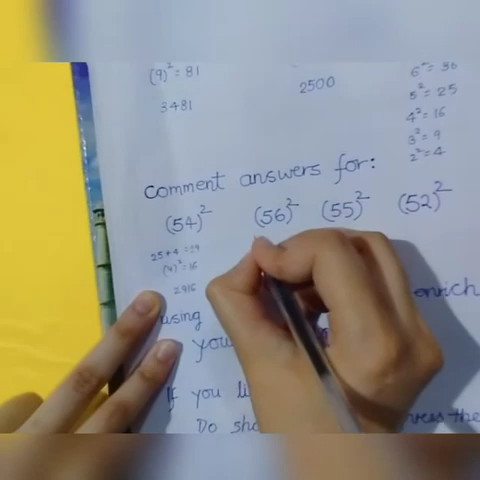 (9)² = 81
3481
2500
6² = 36
5² = 25
4² = 16
3² = 9
2² = 4
Comment answers for:
(54)² (56)² (55)² (52)²
25+4 = 29
(4)² = 16
2916
enrich
using
you
If you li
Do sha